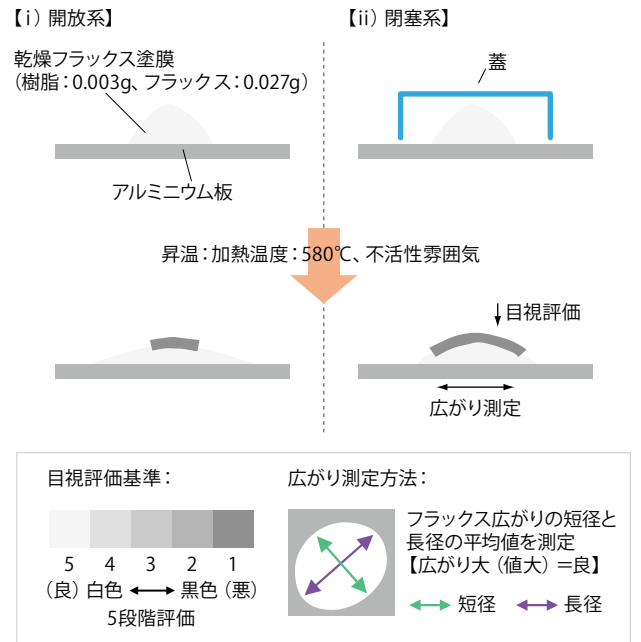 【i）開放系】
【ii）閉塞系】
乾燥フラックス塗膜
（樹脂：0.003g、フラックス：0.027g）
蓋
アルミニウム板
昇温：加熱温度：580℃、不活性雰囲気
目視評価
広がり測定
目視評価基準：
5 4 3 2 1
（良）白色 黒色（悪）
5段階評価
広がり測定方法：
フラックス広がりの短径と
長径の平均値を測定
【広がり大（値大）＝良】
短径 長径